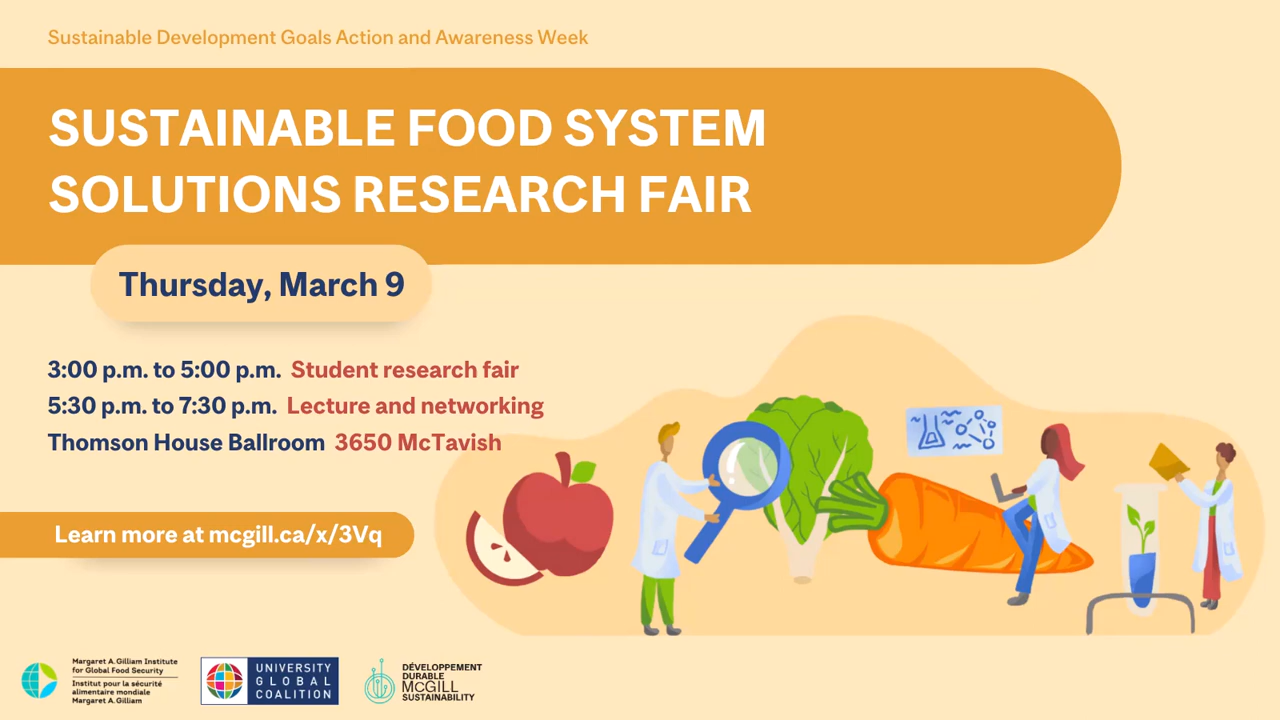 Sustainable Development Goals Action and Awareness Week
SUSTAINABLE FOOD SYSTEM
SOLUTIONS RESEARCH FAIR
Thursday, March 9
3:00 p.m. to 5:00 p.m. Student research fair
5:30 p.m. to 7:30 p.m. Lecture and networking
Thomson House Ballroom 3650 McTavish
Learn more at mcgill.ca/x/3Vq
Margaret A. Gilliam Institute
for Global Food Security
Institut pour la sécurité
alimentaire mondiale
Margaret A. Gilliam
UNIVERSITY
GLOBAL
COALITION
DÉVELOPPEMENT
DURABLE
MCGILL
SUSTAINABILITY